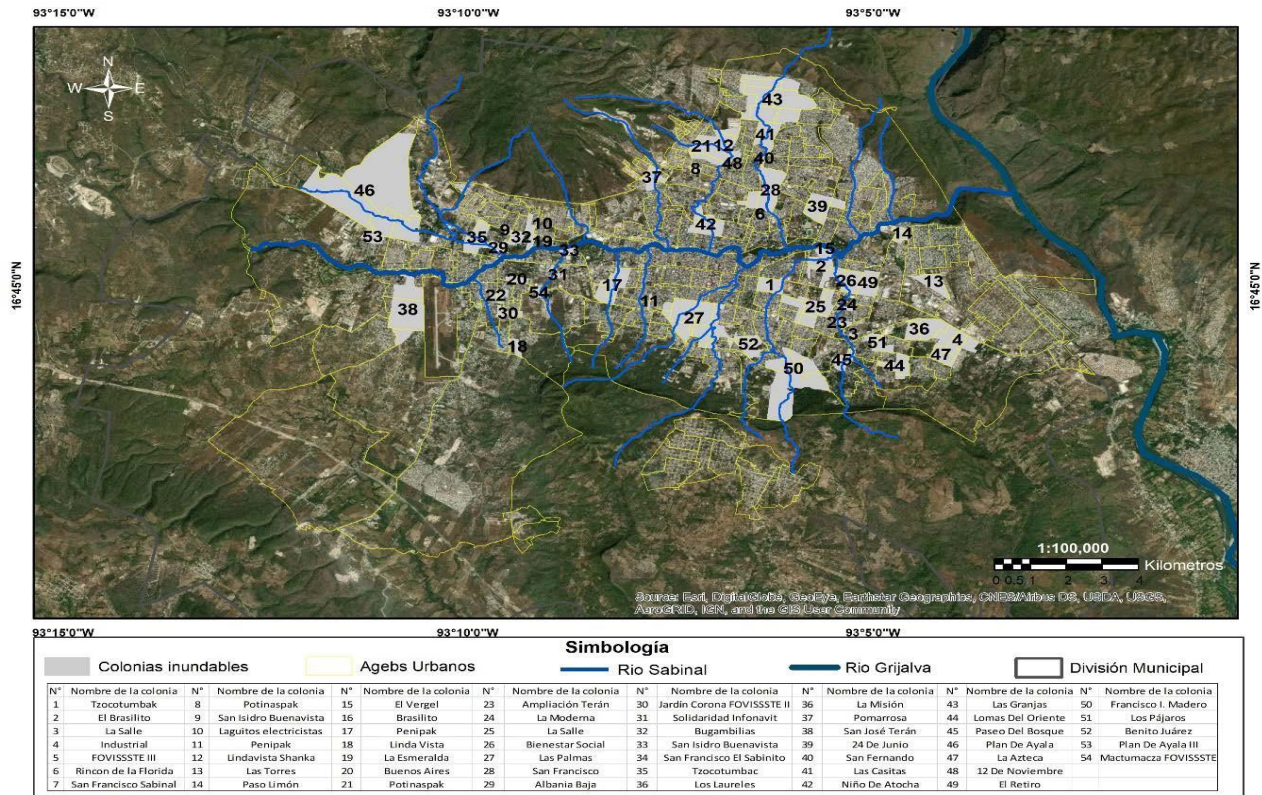 93°15'0"W 93°10'0"W 93°5'0"W
N
W E
S
43
41
21 12
40
48
8
37
28
46
39
6
10
42
9
35 32
53
19
14
29
33
15
2
31
20
17
26 49
13
1
54
22
11
24
38
25
30
27
23
36
3
4
52
51
18
47
45
44
50
16°45'0"N
16°45'0"N
1:100,000
Kilometros
0 0.5 1 2 3 4
Source: Esri, DigitalGlobe, GeoEye, Earthstar Geographics, CNES/Airbus DS, USDA, USGS,
AeroGRID, IGN, and the GIS User Community
93°15'0"W 93°10'0"W 93°5'0"W
Simbología
Colonias inundables Agebs Urbanos Rio Sabinal Rio Grijalva División Municipal
N° Nombre de la colonia N° Nombre de la colonia N° Nombre de la colonia N° Nombre de la colonia N° Nombre de la colonia N° Nombre de la colonia N° Nombre de la colonia N° Nombre de la colonia
1 Tzocotumbak 8 Potinaspak 15 El Vergel 23 Ampliación Terán 30 Jardín Corona FOVISSSTE II 36 La Misión 43 Las Granjas 50 Francisco I. Madero
2 El Brasilito 9 San Isidro Buenavista 16 Brasilito 24 La Moderna 31 Solidaridad Infonavit 37 Pomarrosa 44 Lomas Del Oriente 51 Los Pájaros
3 La Salle 10 Laguitos electricistas 17 Penipak 25 La Salle 32 Bugambilias 38 San José Terán 45 Paseo Del Bosque 52 Benito Juárez
4 Industrial 11 Penipak 18 Linda Vista 26 Bienestar Social 33 San Isidro Buenavista 39 24 De Junio 46 Plan De Ayala 53 Plan De Ayala III
5 FOVISSSTE III 12 Lindavista Shanka 19 La Esmeralda 27 Las Palmas 34 San Francisco El Sabinito 40 San Fernando 47 La Azteca 54 Mactumacza FOVISSSTE
6 Rincon de la Florida 13 Las Torres 20 Buenos Aires 28 San Francisco 35 Tzocotumbac 41 Las Casitas 48 12 De Noviembre
7 San Francisco Sabinal 14 Paso Limón 21 Potinaspak 29 Albania Baja 36 Los Laureles 42 Niño De Atocha 49 El Retiro